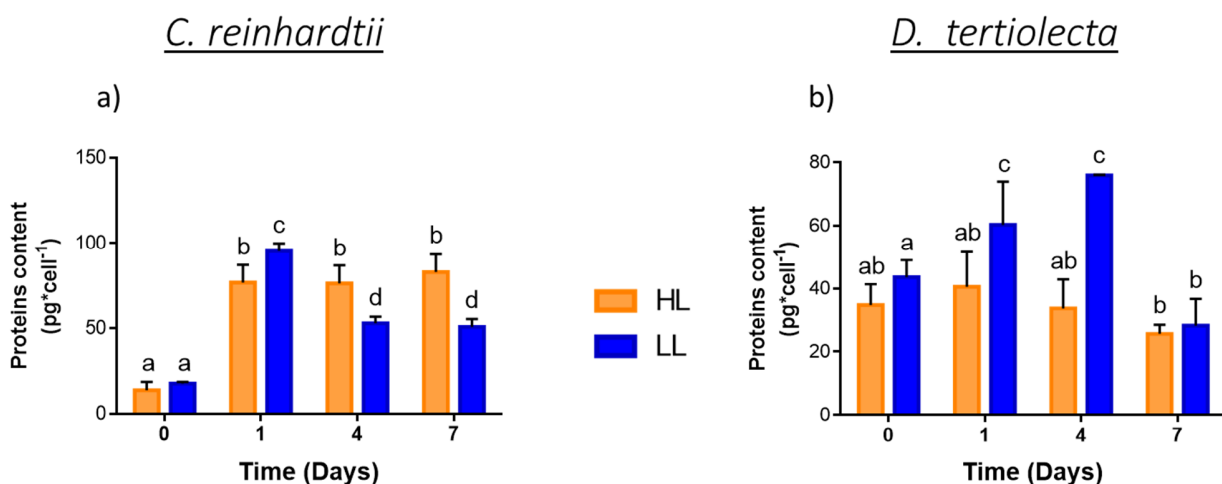 C. reinhardtii
D. tertiolecta
a)
Proteins content
(pg*cell-1)
150
100
50
0
a a b c b d b d
0 1 4 7
Time (Days)
HL
LL
b)
Proteins content
(pg*cell-1)
80
60
40
20
0
ab a ab c ab c b b
0 1 4 7
Time (Days)